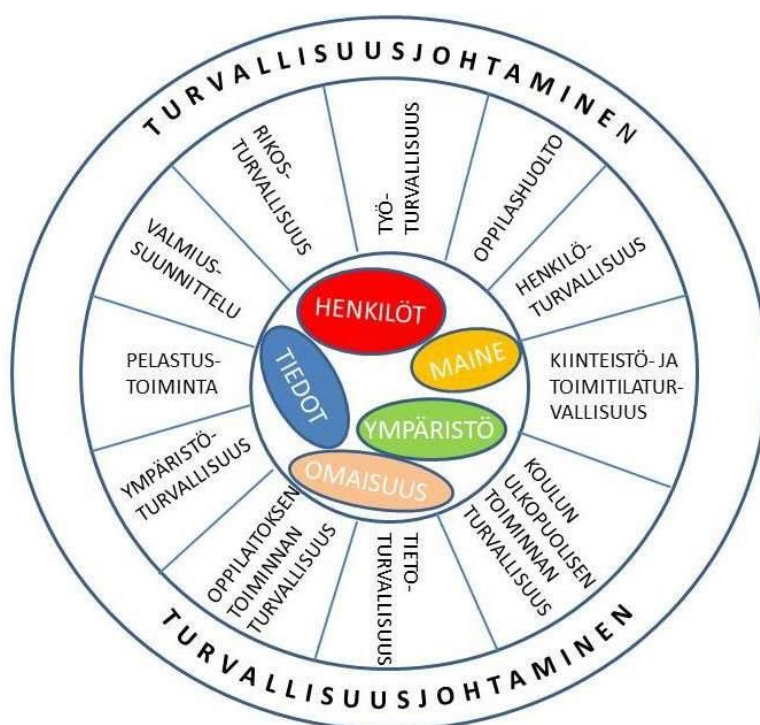 TURVALLISUUSJOHTAMINEN
TYÖ-
TURVALLISUUS
OPPILASHUOLTO
HENKILÖ-
TURVALLISUUS
KIINTEISTÖ- JA
TOIMITILATUR-
VALLISUUS
KOULUN
ULKOPUOLISEN
TOIMINNAN
TURVALLISUUS
TIETO-
TURVALLISUUS
OPPILAITOKSEN
TOIMINNAN
TURVALLISUUS
YMPÄRISTÖ-
TURVALLISUUS
PELASTUS-
TOIMINTA
VALMIUS-
SUUNNITTELU
RIKOS-
TURVALLISUUS
HENKILÖT
MAINE
TIEDOT
YMPÄRISTÖ
OMAISUUS
TURVALLISUUSJOHTAMINEN